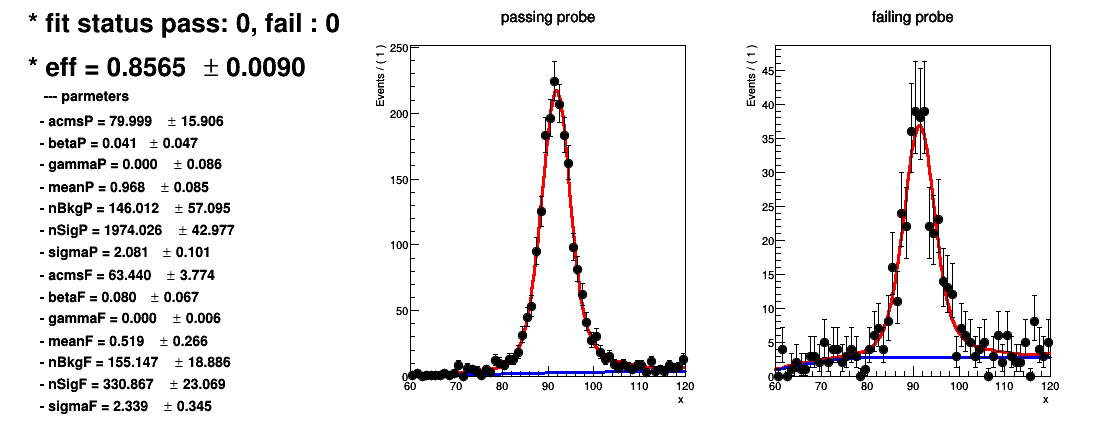 * fit status pass: 0, fail : 0
* eff = 0.8565 ± 0.0090
--- parmeters
- acmsP = 79.999 ± 15.906
- betaP = 0.041 ± 0.047
- gammaP = 0.000 ± 0.086
- meanP = 0.968 ± 0.085
- nBkgP = 146.012 ± 57.095
- nSigP = 1974.026 ± 42.977
- sigmaP = 2.081 ± 0.101
- acmsF = 63.440 ± 3.774
- betaF = 0.080 ± 0.067
- gammaF = 0.000 ± 0.006
- meanF = 0.519 ± 0.266
- nBkgF = 155.147 ± 18.886
- nSigF = 330.867 ± 23.069
- sigmaF = 2.339 ± 0.345
passing probe
Events / ( 1 )
250
200
150
100
50
0
60 70 80 90 100 110 120
x
failing probe
Events / ( 1 )
45
40
35
30
25
20
15
10
5
0
60 70 80 90 100 110 120
x